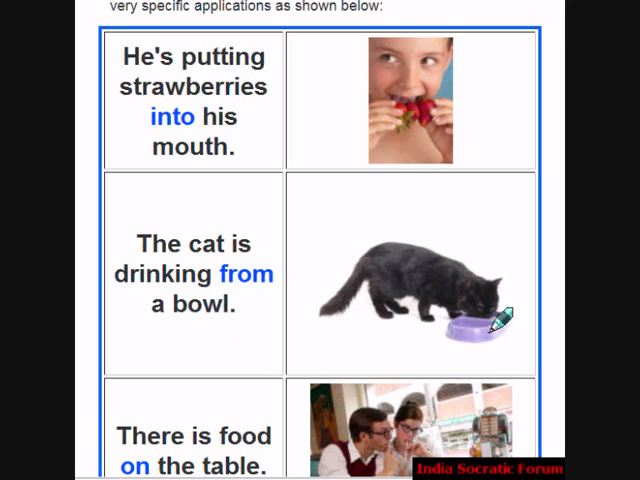 very specific applications as shown below:
He's putting
strawberries
into his
mouth.
The cat is
drinking from
a bowl.
There is food
on the table.
India Socratic Forum